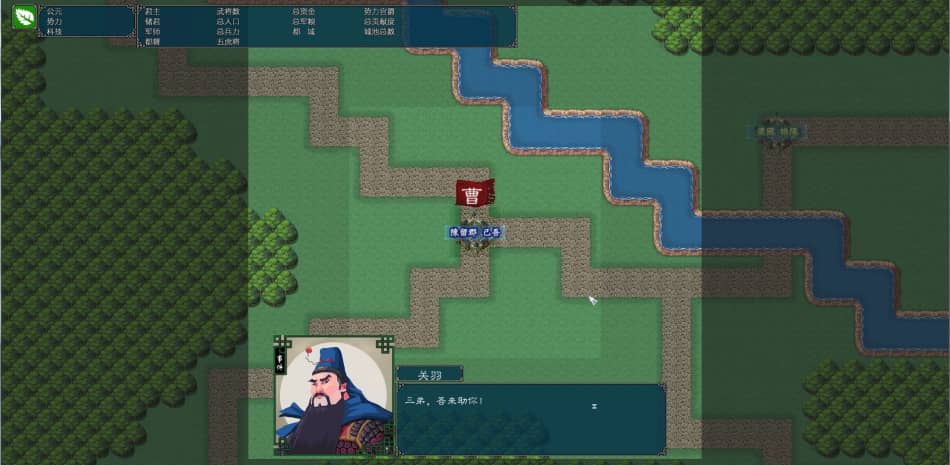 公元
势力
科技
君主 武将数 总资金 势力官爵
储君 总人口 总军粮 总贡献度
军师 总兵力 都 城 城池总数
都督 五虎将
曹
陳留郡 己吾
事件
关羽
三弟，吾来助你！